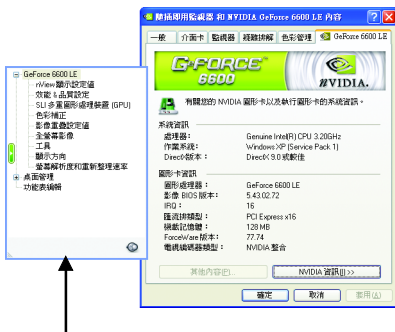 GeForce 6600 LE
nView 顯示設定值
效能 & 品質設定
SLI 多重圖形處理裝置 (GPU)
色彩補正
影像重疊設定值
全螢幕影像
工具
顯示方向
螢幕解析度和重新整理速率
桌面管理
功能表編輯
隨插即用監視器 和 NVIDIA GeForce 6600 LE 內容
一般
介面卡
監視器
疑難排解
色彩管理
GeForce 6600 LE
GEFORCE
6600
NVIDIA.
有關您的 NVIDIA 圖形卡以及執行圖形卡的系統資訊。
系統資訊
處理器： Genuine Intel(R) CPU 3.20GHz
作業系統： Windows XP (Service Pack 1)
DirectX版本： DirectX 9.0 或較佳
圖形卡資訊
圖形處理器： GeForce 6600 LE
影像 BIOS 版本： 5.43.02.72
IRQ： 16
匯流排類型： PCI Express x16
機載記憶體： 128 MB
ForceWare 版本： 77.74
電視編碼器類型： NVIDIA 整合
其他內容(P)...
NVIDIA 資訊(I) >>
確定
取消
套用(A)